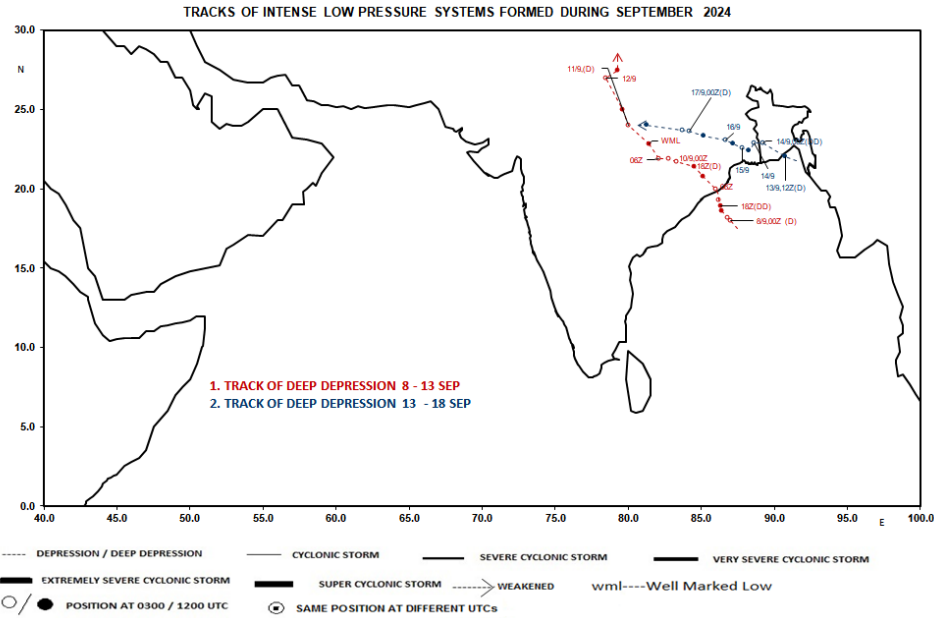 TRACKS OF INTENSE LOW PRESSURE SYSTEMS FORMED DURING SEPTEMBER 2024
30.0
N
25.0
20.0
15.0
10.0
5.0
0.0
11/9,(D)
12/9
17/9,00Z(D)
16/9
WML
06Z
10/9,00Z
18Z(D)
15/9
14/9
13/9,12Z(D)
06Z
18Z(DD)
8/9,00Z (D)
1. TRACK OF DEEP DEPRESSION 8 - 13 SEP
2. TRACK OF DEEP DEPRESSION 13 - 18 SEP
40.0 45.0 50.0 55.0 60.0 65.0 70.0 75.0 80.0 85.0 90.0 95.0 100.0
E
DEPRESSION / DEEP DEPRESSION CYCLONIC STORM SEVERE CYCLONIC STORM VERY SEVERE CYCLONIC STORM
EXTREMELY SEVERE CYCLONIC STORM SUPER CYCLONIC STORM WEAKENED wml----Well Marked Low
POSITION AT 0300 / 1200 UTC SAME POSITION AT DIFFERENT UTCs